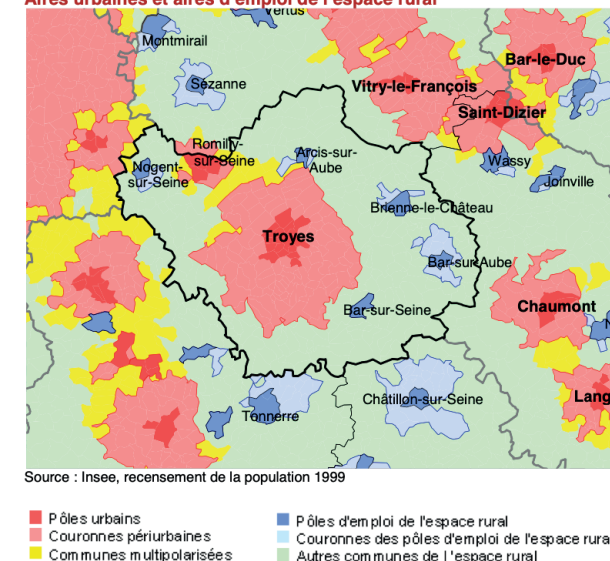 Aires urbaines et aires d'emploi de l'espace rural
Vertus
Montmirail
Bar-le-Duc
Sézanne
Vitry-le-François
Saint-Dizier
Romilly-
sur-Seine
Arcis-sur-
Aube
Wassy
Nogent-
sur-Seine
Joinville
Brienne-le-Château
Troyes
Bar-sur-Aube
Bar-sur-Seine
Chaumont
N
Châtillon-sur-Seine
Lang
Tonnerre
Source : Insee, recensement de la population 1999
Pôles urbains
Couronnes périurbaines
Communes multipolarisées
Pôles d'emploi de l'espace rural
Couronnes des pôles d'emploi de l'espace rura
Autres communes de l'espace rural